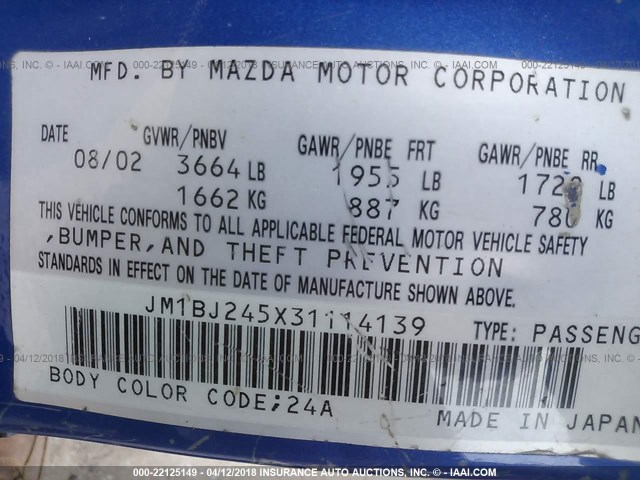 MFD. BY MAZDA MOTOR CORPORATION
DATE GVWR/PNBV GAWR/PNBE FRT GAWR/PNBE RR
08/02 3664 LB 1955 LB LB
1662 KG 887 KG KG
THIS VEHICLE CONFORMS TO ALL APPLICABLE FEDERAL MOTOR VEHICLE SAFETY
,BUMPER,AND THEFT PREVENTION
STANDARDS IN EFFECT ON THE DATE OF MANUFACTURE SHOWN ABOVE.
JM1BJ245X31114139 TYPE: PASSENG
BODY COLOR CODE;24A
MADE IN JAPAN
000-22125149 - 04/12/2018 - INSURANCE AUTO AUCTIONS, INC. - © - IAAI.COM